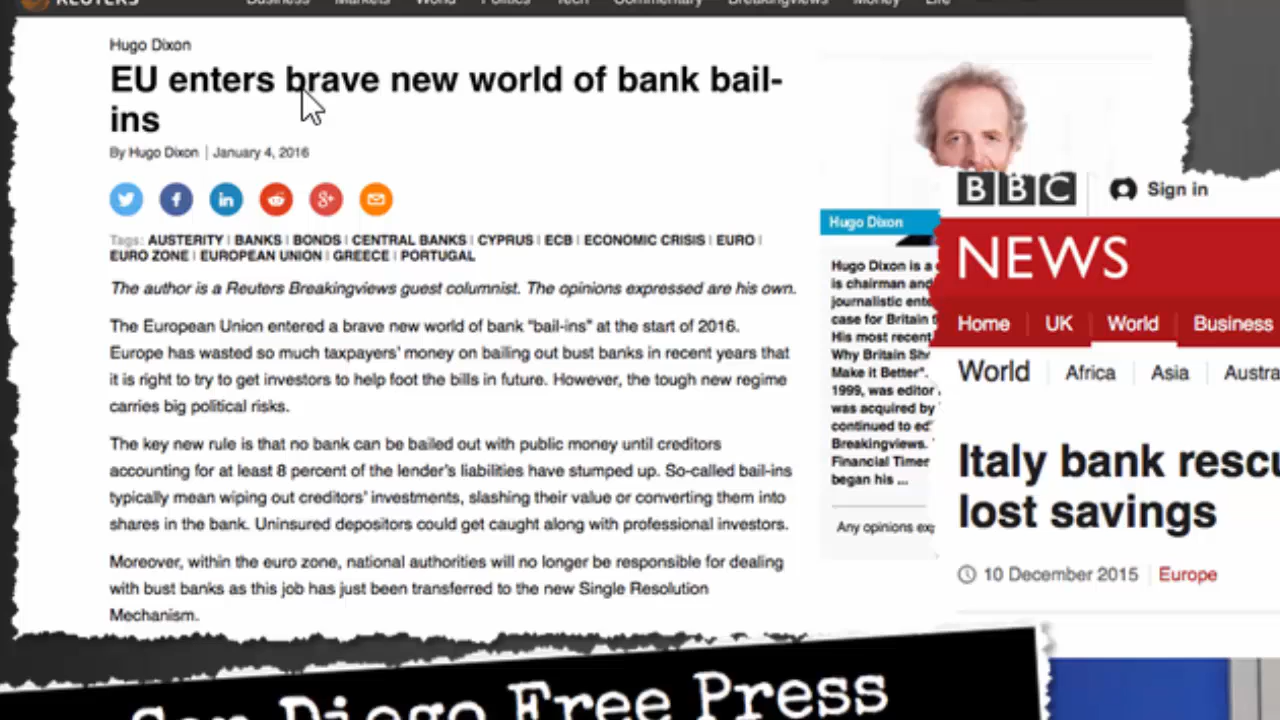 REUTERS
Business Markets World Politics Tech Commentary Breakingviews Money Life
Hugo Dixon
EU enters brave new world of bank bail-
ins
By Hugo Dixon | January 4, 2016
Tags: AUSTERITY | BANKS | BONDS | CENTRAL BANKS | CYPRUS | ECB | ECONOMIC CRISIS | EURO |
EURO ZONE | EUROPEAN UNION | GREECE | PORTUGAL
The author is a Reuters Breakingviews guest columnist. The opinions expressed are his own.
The European Union entered a brave new world of bank "bail-ins" at the start of 2016.
Europe has wasted so much taxpayers' money on bailing out bust banks in recent years that
it is right to try to get investors to help foot the bills in future. However, the tough new regime
carries big political risks.
The key new rule is that no bank can be bailed out with public money until creditors
accounting for at least 8 percent of the lender's liabilities have stumped up. So-called bail-ins
typically mean wiping out creditors' investments, slashing their value or converting them into
shares in the bank. Uninsured depositors could get caught along with professional investors.
Moreover, within the euro zone, national authorities will no longer be responsible for dealing
with bust banks as this job has just been transferred to the new Single Resolution
Mechanism.
Hugo Dixon
Hugo Dixon is a
is chairman and
journalistic ente
case for Britain t
His most recent
Why Britain Sh
Make it Better".
1999, was editor
was acquired by
continued to ed
Breakingviews.
Financial Times
began his ...
Any opinions exp
BBC Sign in
NEWS
Home UK World Business
World Africa Asia Austra
Italy bank rescu
lost savings
10 December 2015 Europe
San Diego Free Press